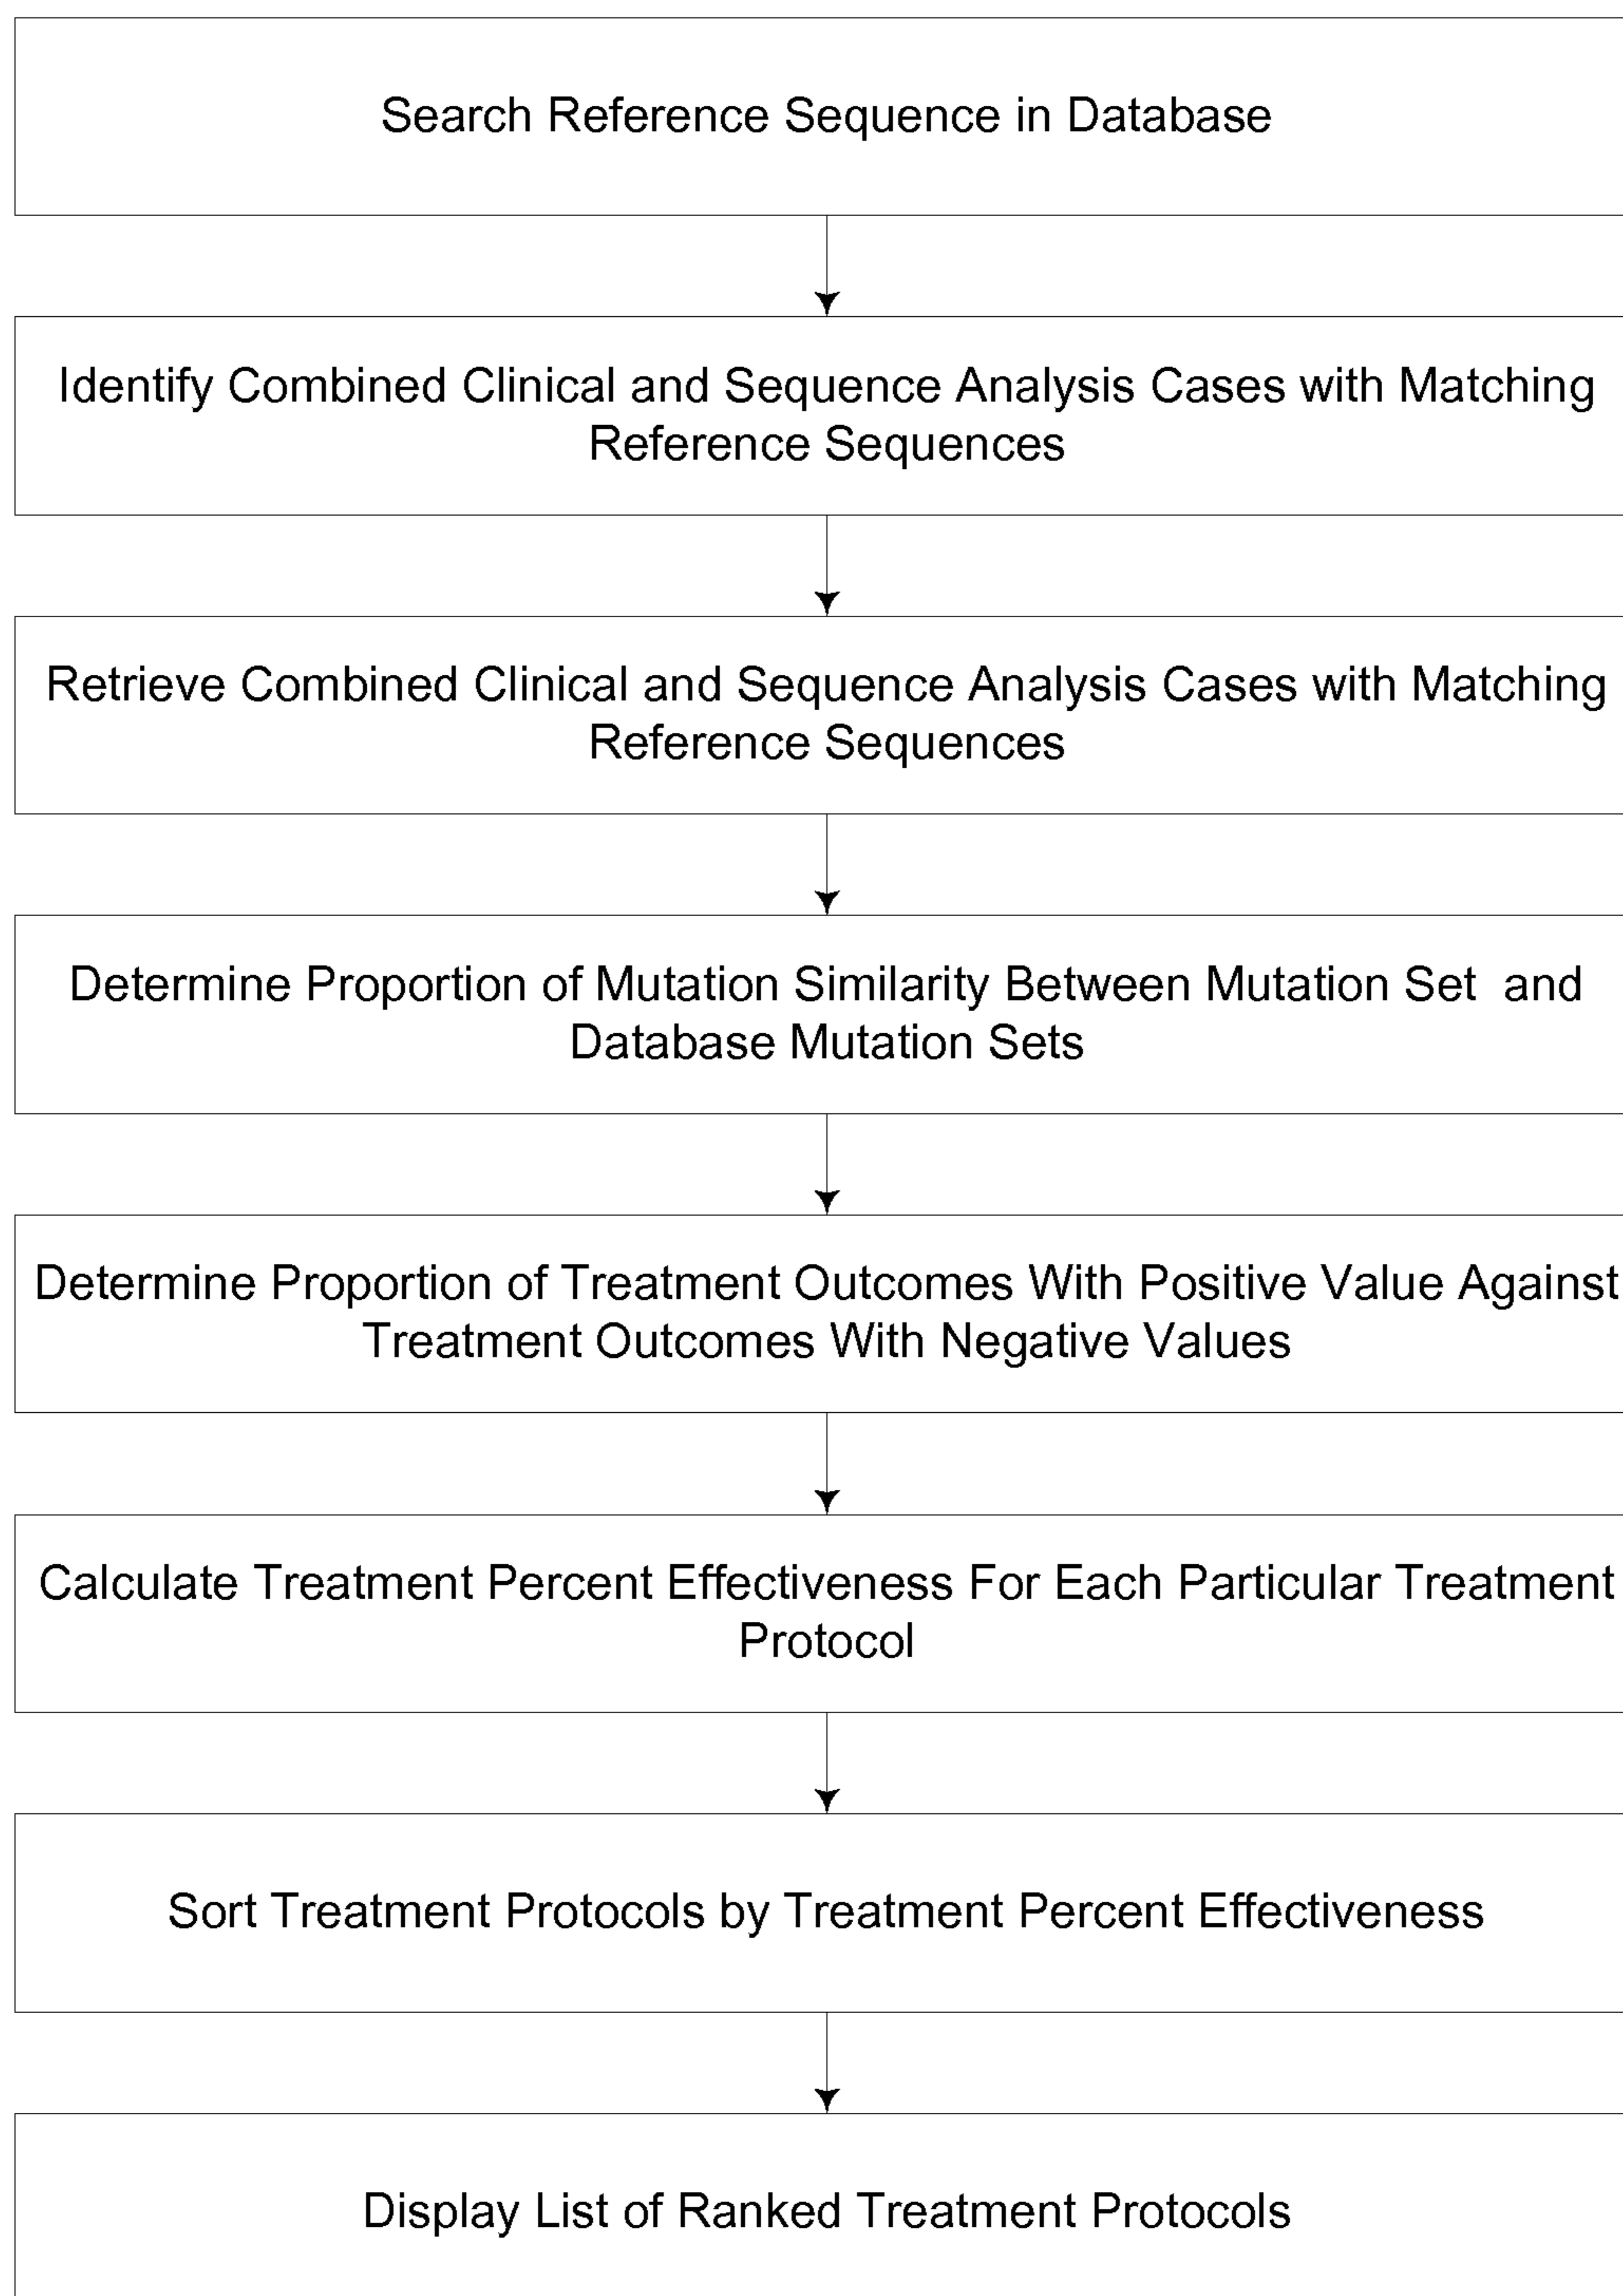 Search Reference Sequence in Database
Identify Combined Clinical and Sequence Analysis Cases with Matching
Reference Sequences
Retrieve Combined Clinical and Sequence Analysis Cases with Matching
Reference Sequences
Determine Proportion of Mutation Similarity Between Mutation Set and
Database Mutation Sets
Determine Proportion of Treatment Outcomes With Positive Value Against
Treatment Outcomes With Negative Values
Calculate Treatment Percent Effectiveness For Each Particular Treatment
Protocol
Sort Treatment Protocols by Treatment Percent Effectiveness
Display List of Ranked Treatment Protocols